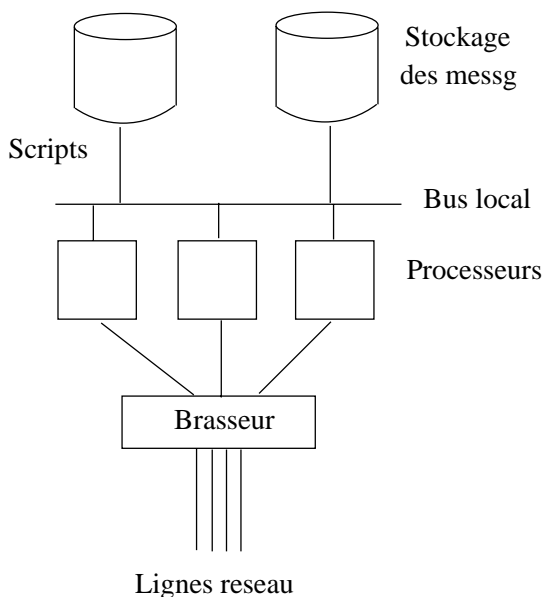 Stockage
des messg
Scripts
Bus local
Processeurs
Brasseur
Lignes reseau